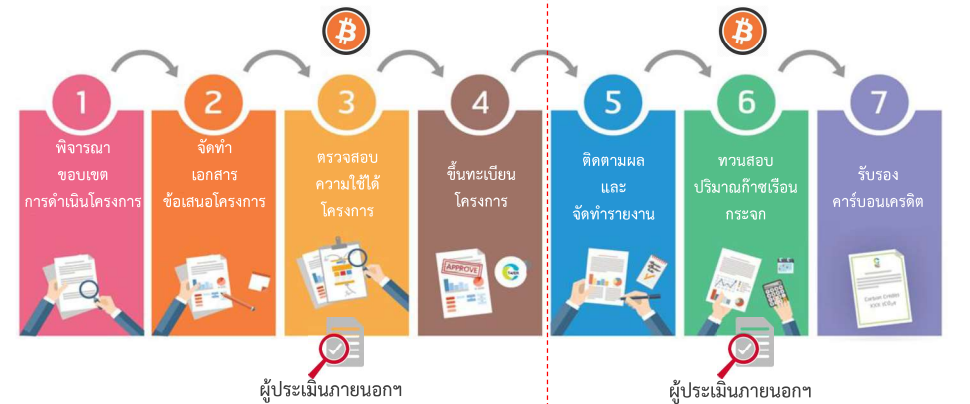 1
พิจารณา
ขอบเขต
การดำเนินโครงการ
2
จัดทำ
เอกสาร
ข้อเสนอโครงการ
3
ตรวจสอบ
ความใช้ได้
โครงการ
4
ขึ้นทะเบียน
โครงการ
APPROVE
5
ติดตามผล
และ
จัดทำรายงาน
6
ทวนสอบ
ปริมาณก๊าซเรือน
กระจก
7
รับรอง
คาร์บอนเครดิต
Carbon Credits
XXX tCO₂e
ผู้ประเมินภายนอกฯ
ผู้ประเมินภายนอกฯ